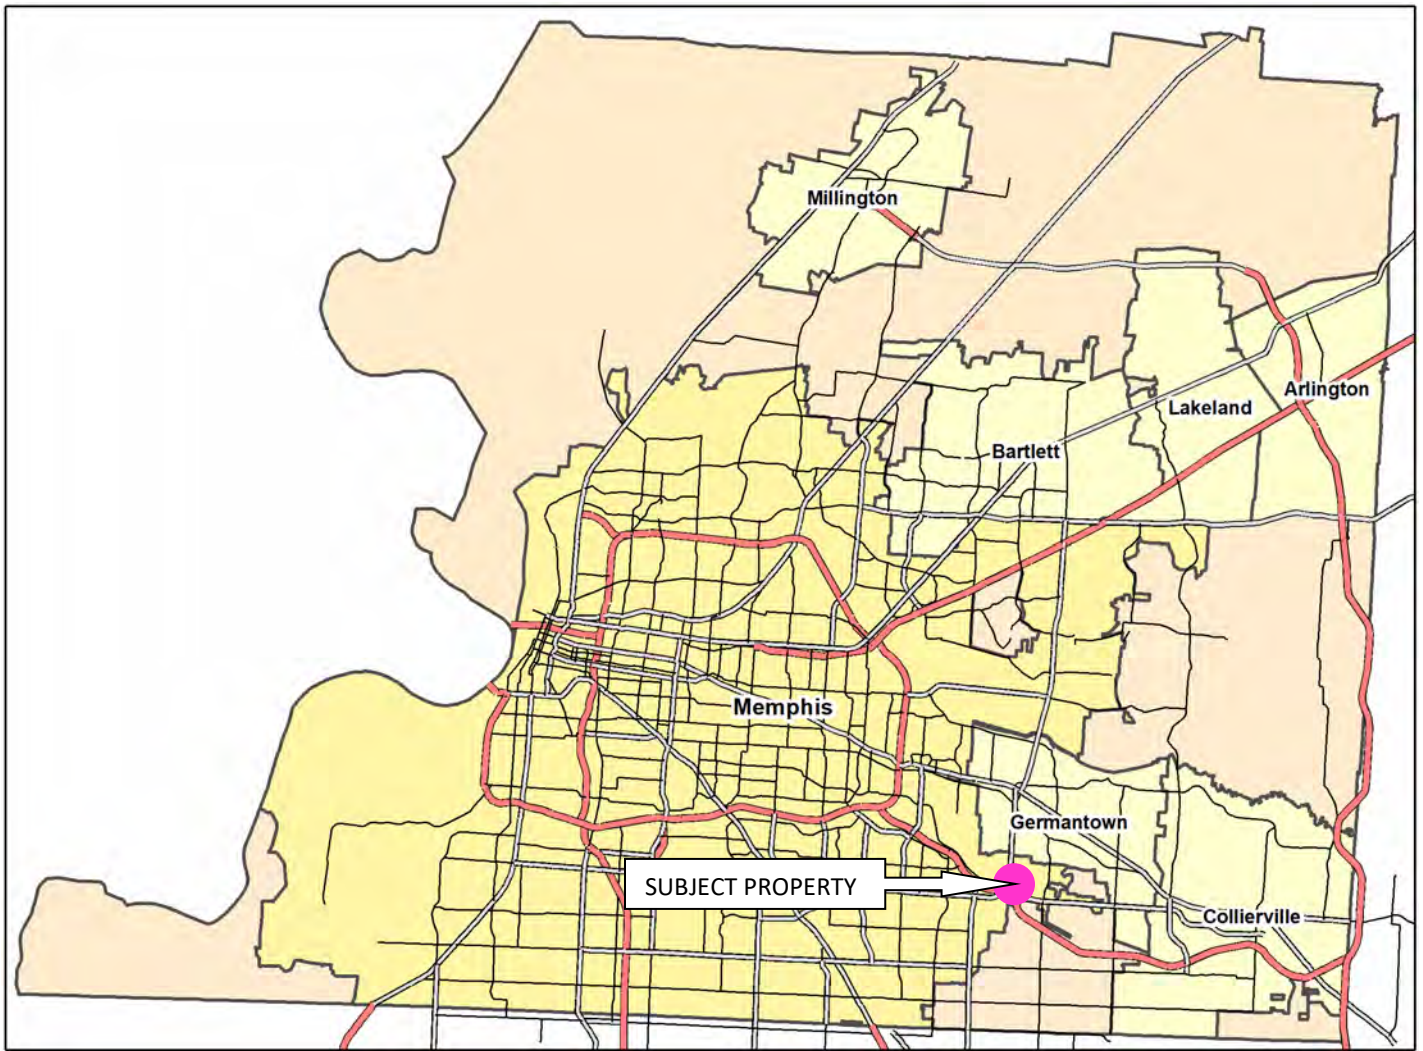 Millington
Arlington
Lakeland
Bartlett
Memphis
Germantown
SUBJECT PROPERTY
Collierville